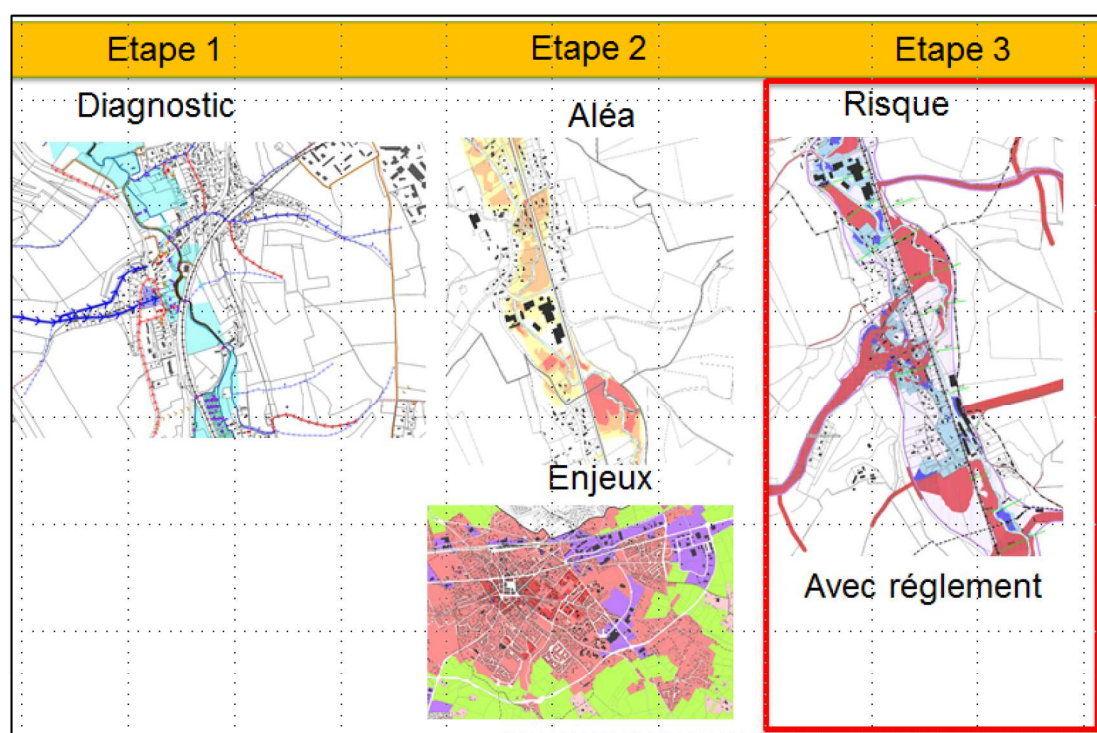 Etape 1
Etape 2
Etape 3
Diagnostic
Aléa
Enjeux
Risque
Avec réglement